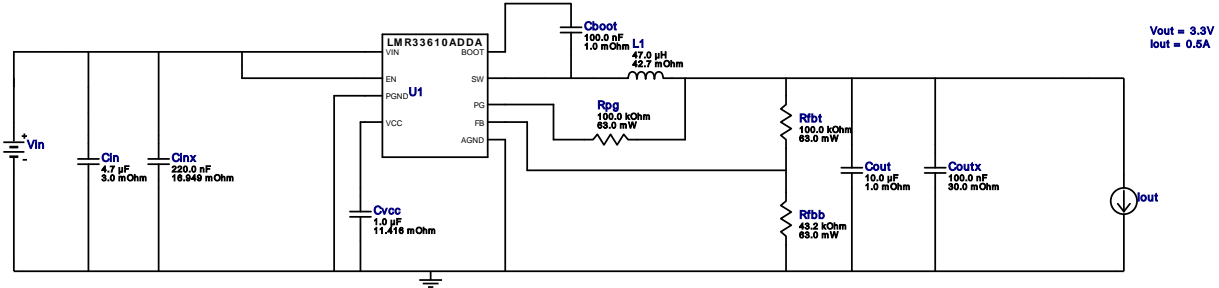 Vout = 3.3V
Iout = 0.5A
Cboot
100.0 nF
1.0 mOhm
LMR33610ADDA
VIN
BOOT
EN
SW
PGND
U1
PG
VCC
FB
AGND
L1
47.0 µH
42.7 mOhm
Rpg
100.0 kOhm
63.0 mW
Rfbt
100.0 kOhm
63.0 mW
+
Vin
-
Cin
4.7 µF
3.0 mOhm
Cinx
220.0 nF
16.949 mOhm
Cout
10.0 µF
1.0 mOhm
Coutx
100.0 nF
30.0 mOhm
Iout
Cvcc
1.0 µF
11.416 mOhm
Rfbb
43.2 kOhm
63.0 mW